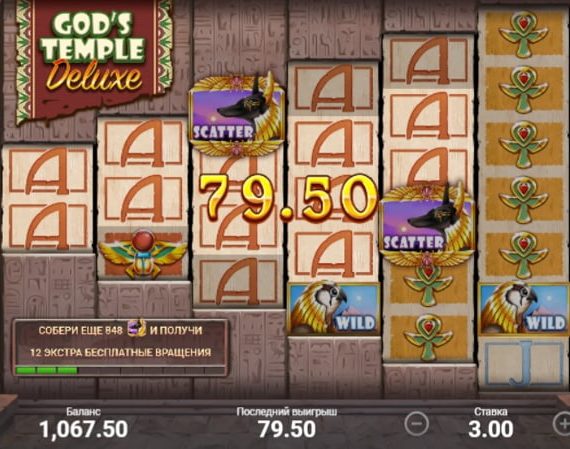 GOD'S
TEMPLE
Deluxe
SCATTER
A A A A
A A A
79.50
A A A A
SCATTER
A A
WILD WILD
СОБЕРИ ЕЩЕ 848 И ПОЛУЧИ
12 ЭКСТРА БЕСПЛАТНЫЕ ВРАЩЕНИЯ
J
Баланс Последний выигрыш Ставка
1,067.50 79.50 3.00